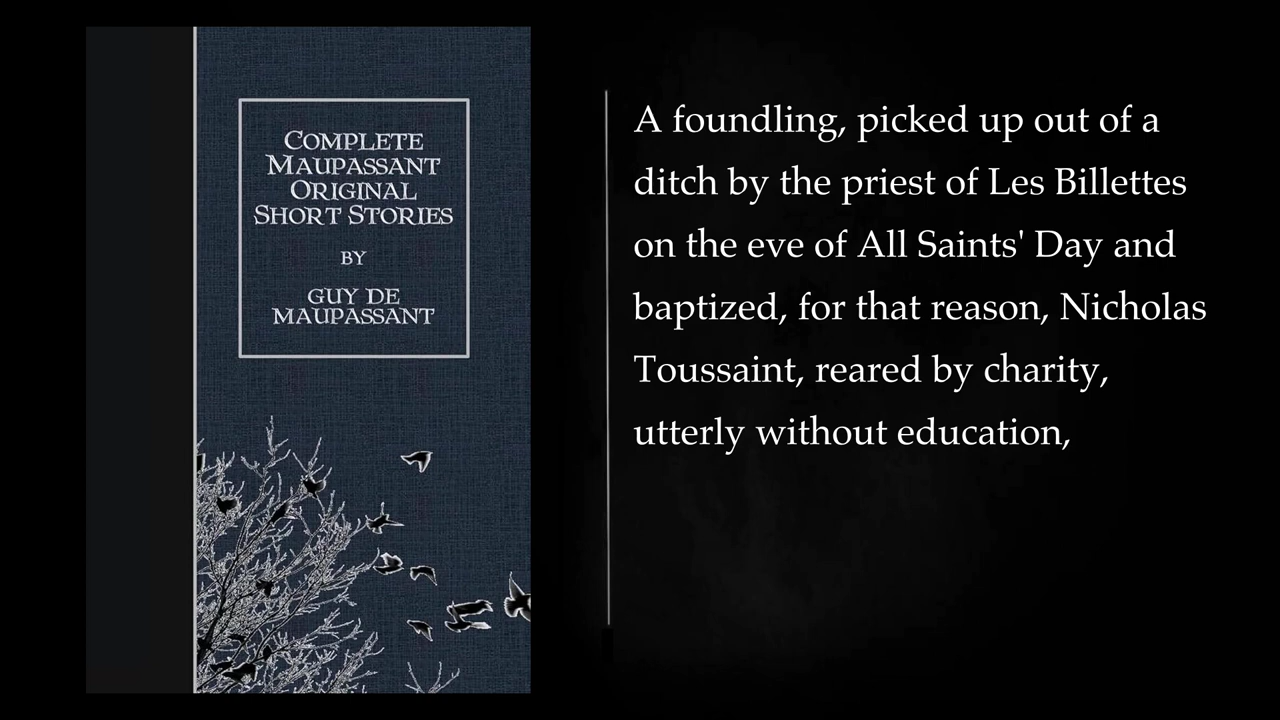 COMPLETE
MAUPASSANT
ORIGINAL
SHORT STORIES
BY
GUY DE
MAUPASSANT
A foundling, picked up out of a
ditch by the priest of Les Billettes
on the eve of All Saints' Day and
baptized, for that reason, Nicholas
Toussaint, reared by charity,
utterly without education,